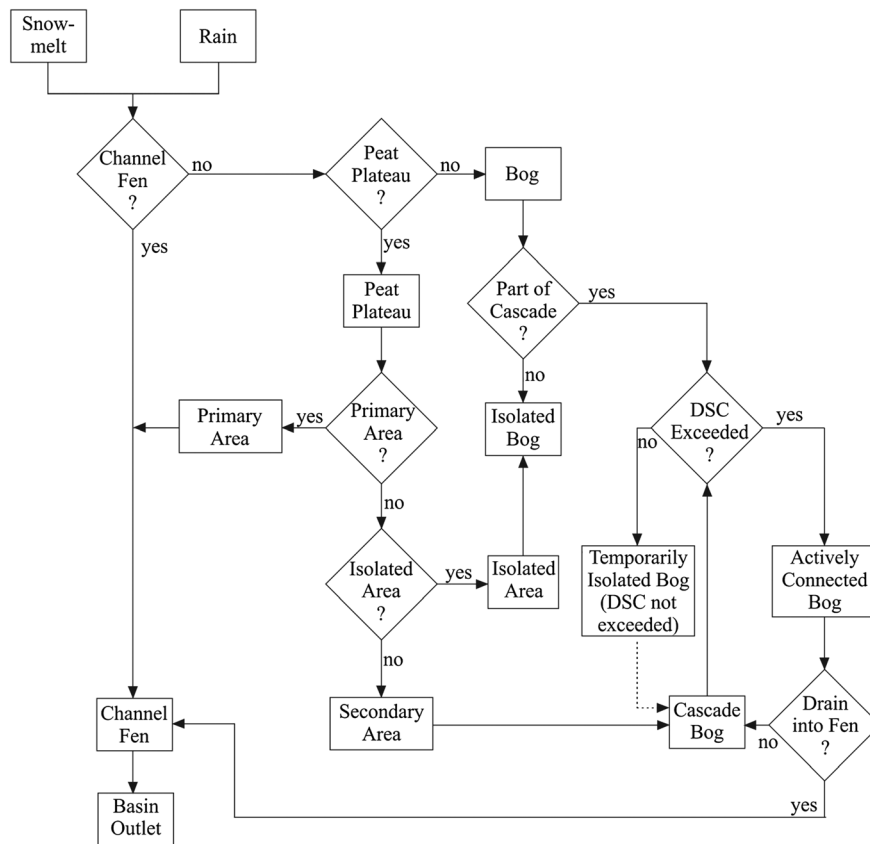 Snow-
melt
Rain
Channel
Fen
?
no
yes
Peat
Plateau
?
no
yes
Bog
Peat
Plateau
Part of
Cascade
?
yes
no
Primary
Area
yes
Primary
Area
?
no
Isolated
Bog
DSC
Exceeded
?
yes
no
Isolated
Area
?
yes
no
Isolated
Area
Temporarily
Isolated Bog
(DSC not
exceeded)
Actively
Connected
Bog
Channel
Fen
Secondary
Area
Cascade
Bog
Drain
into Fen
?
no
yes
Basin
Outlet